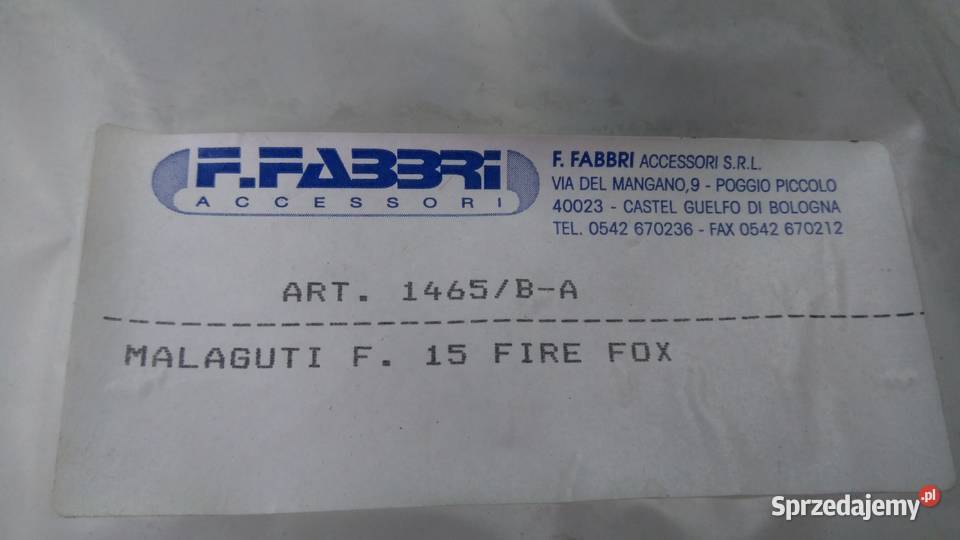 F.FABBRI
ACCESSORI
F. FABBRI ACCESSORI S.R.L.
VIA DEL MANGANO,9 - POGGIO PICCOLO
40023 - CASTEL GUELFO DI BOLOGNA
TEL. 0542 670236 - FAX 0542 670212
ART. 1465/B-A
MALAGUTI F. 15 FIRE FOX
Sprzedajemy.pl